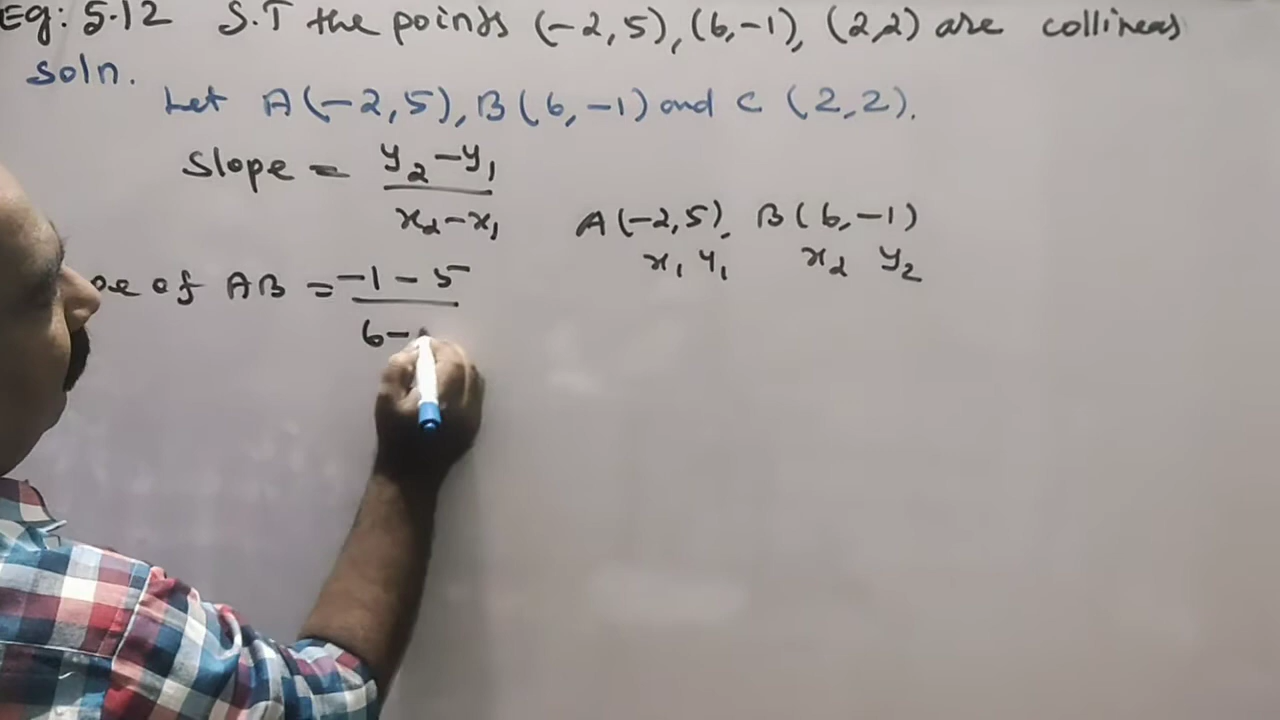 Eg: 5.12 S.T the points (-2,5), (6,-1), (2,2) are collinear
Soln.
Let A(-2,5), B(6,-1) and C (2,2).
Slope = y₂-y₁ / x₂-x₁
A(-2,5), B(6,-1)
x₁ y₁ x₂ y₂
of AB = -1-5 / 6-